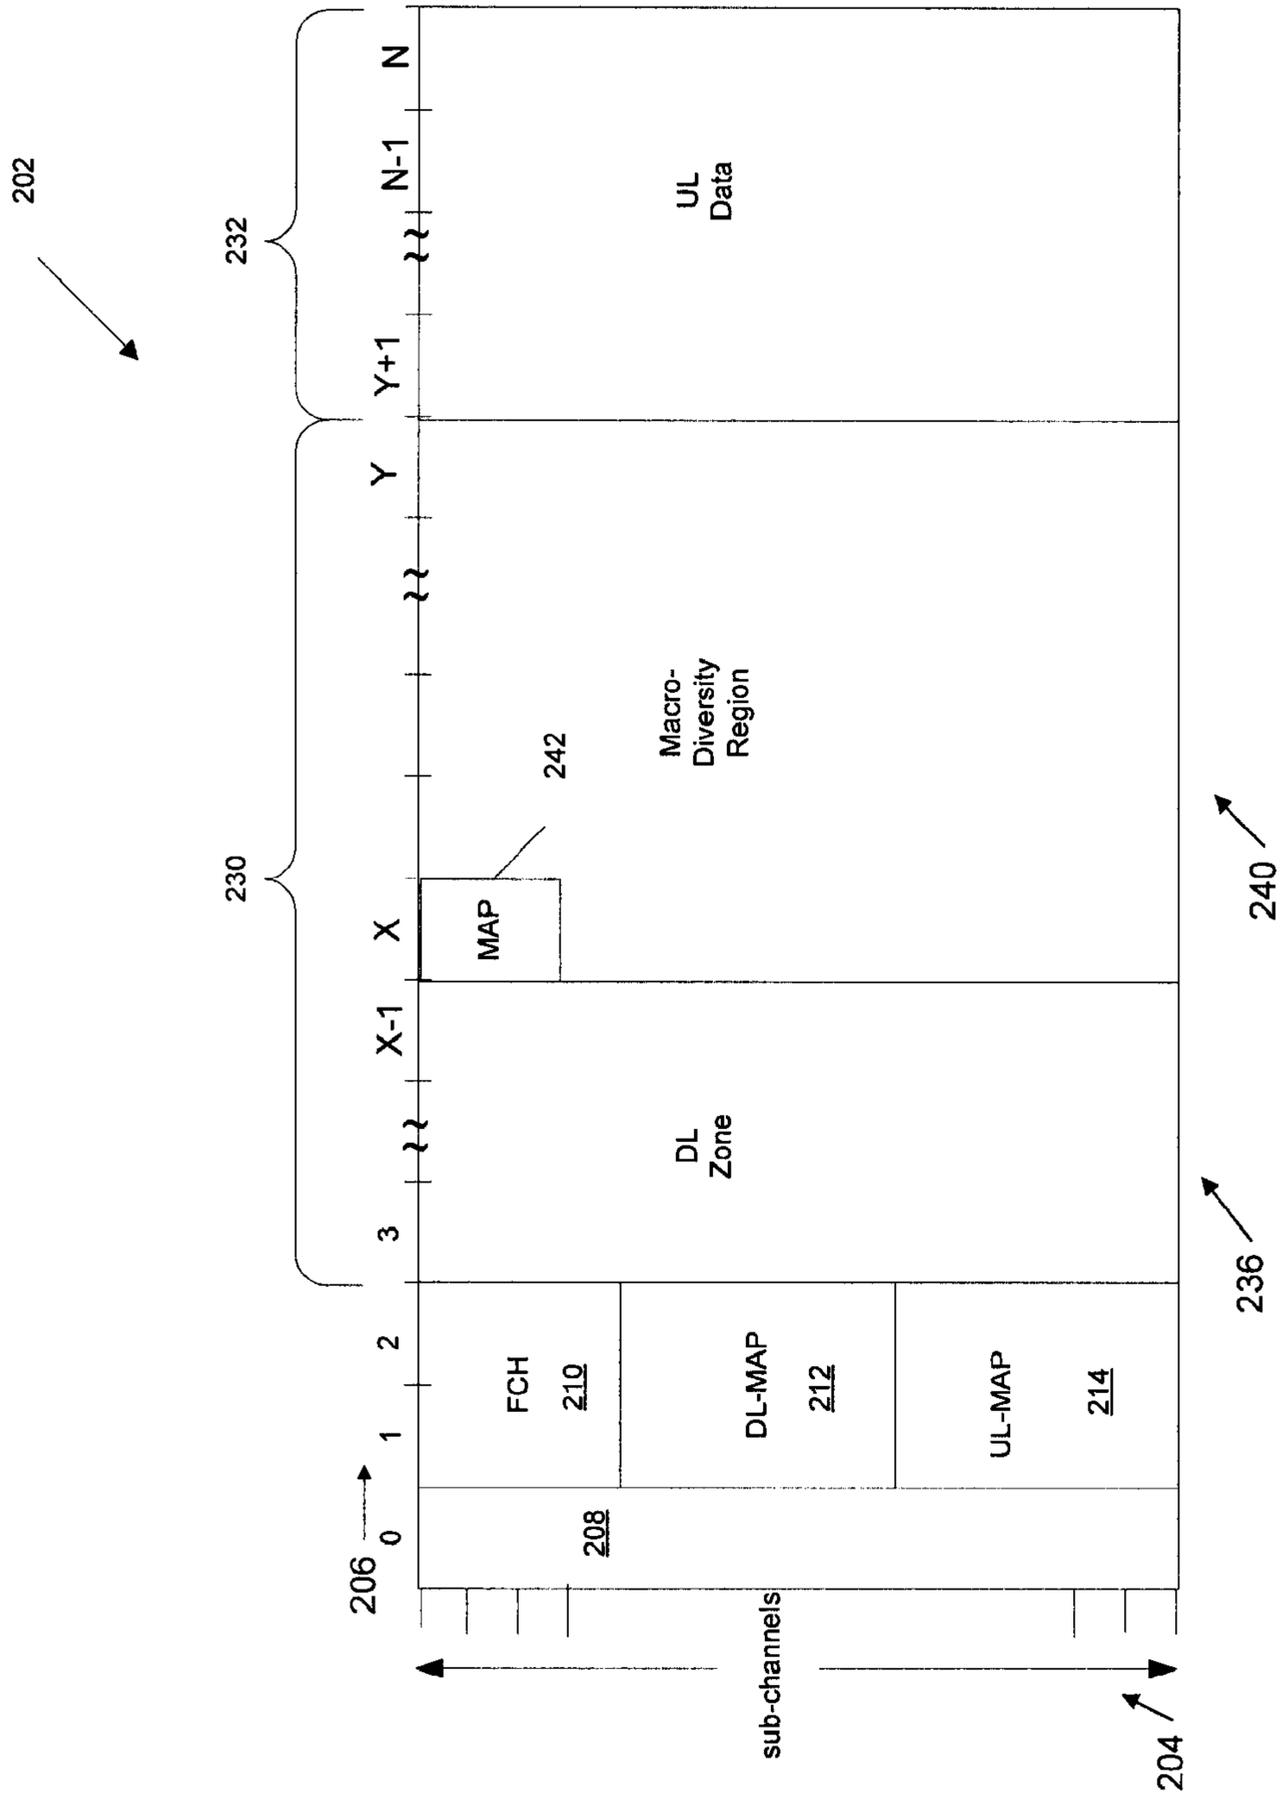 202
230
232
206
0
1
2
3
X-1
X
Y
Y+1
N-1
N
sub-channels
204
208
FCH
210
DL-MAP
212
UL-MAP
214
DL
Zone
236
MAP
242
Macro-
Diversity
Region
240
UL
Data